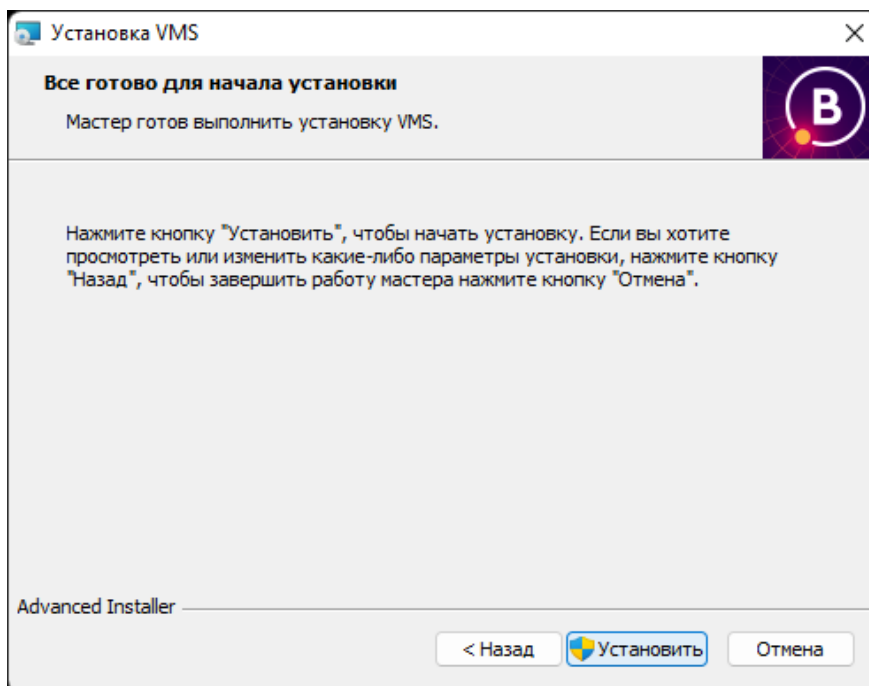 Установка VMS
Все готово для начала установки
Мастер готов выполнить установку VMS.
B
Нажмите кнопку "Установить", чтобы начать установку. Если вы хотите
просмотреть или изменить какие-либо параметры установки, нажмите кнопку
"Назад", чтобы завершить работу мастера нажмите кнопку "Отмена".
Advanced Installer
< Назад
Установить
Отмена